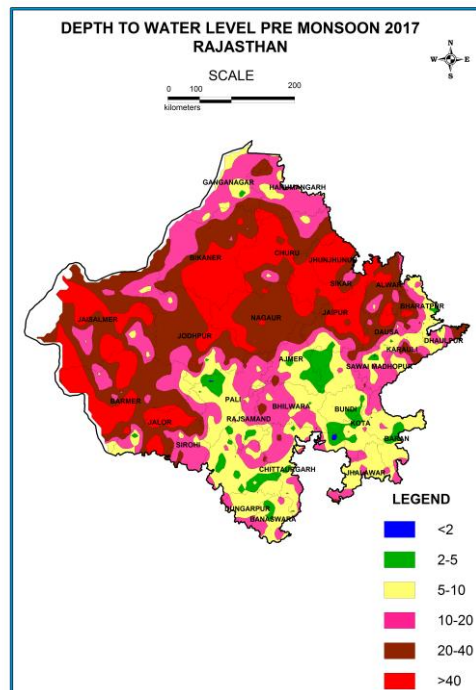 DEPTH TO WATER LEVEL PRE MONSOON 2017
RAJASTHAN
N
W E
S
SCALE
0 100 200
kilometers
GANGANAGAR
HANUMANGARH
BIKANER
CHURU
JHUNJHUNU
SIKAR
ALWAR
JAISALMER
BHARATPUR
NAGAUR
JAIPUR
JODHPUR
DAUSA
DHAULPUR
KARAULI
AJMER
SAWAI MADHOPUR
BARMER
PALI
BHILWARA
BUNDI
JALOR
RAJSAMAND
KOTA
SIROHI
BARAN
CHITTAURGARH
JHALAWAR
DUNGARPUR
BANASWARA
LEGEND
<2
2-5
5-10
10-20
20-40
>40